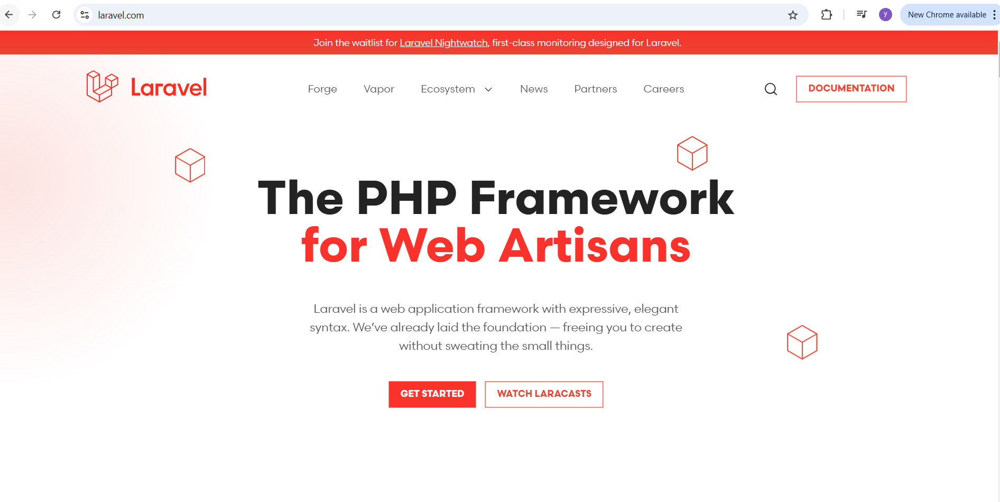 laravel.com
y
New Chrome available
Join the waitlist for Laravel Nightwatch, first-class monitoring designed for Laravel.
Laravel
Forge
Vapor
Ecosystem
News
Partners
Careers
DOCUMENTATION
The PHP Framework
for Web Artisans
Laravel is a web application framework with expressive, elegant
syntax. We’ve already laid the foundation — freeing you to create
without sweating the small things.
GET STARTED
WATCH LARACASTS